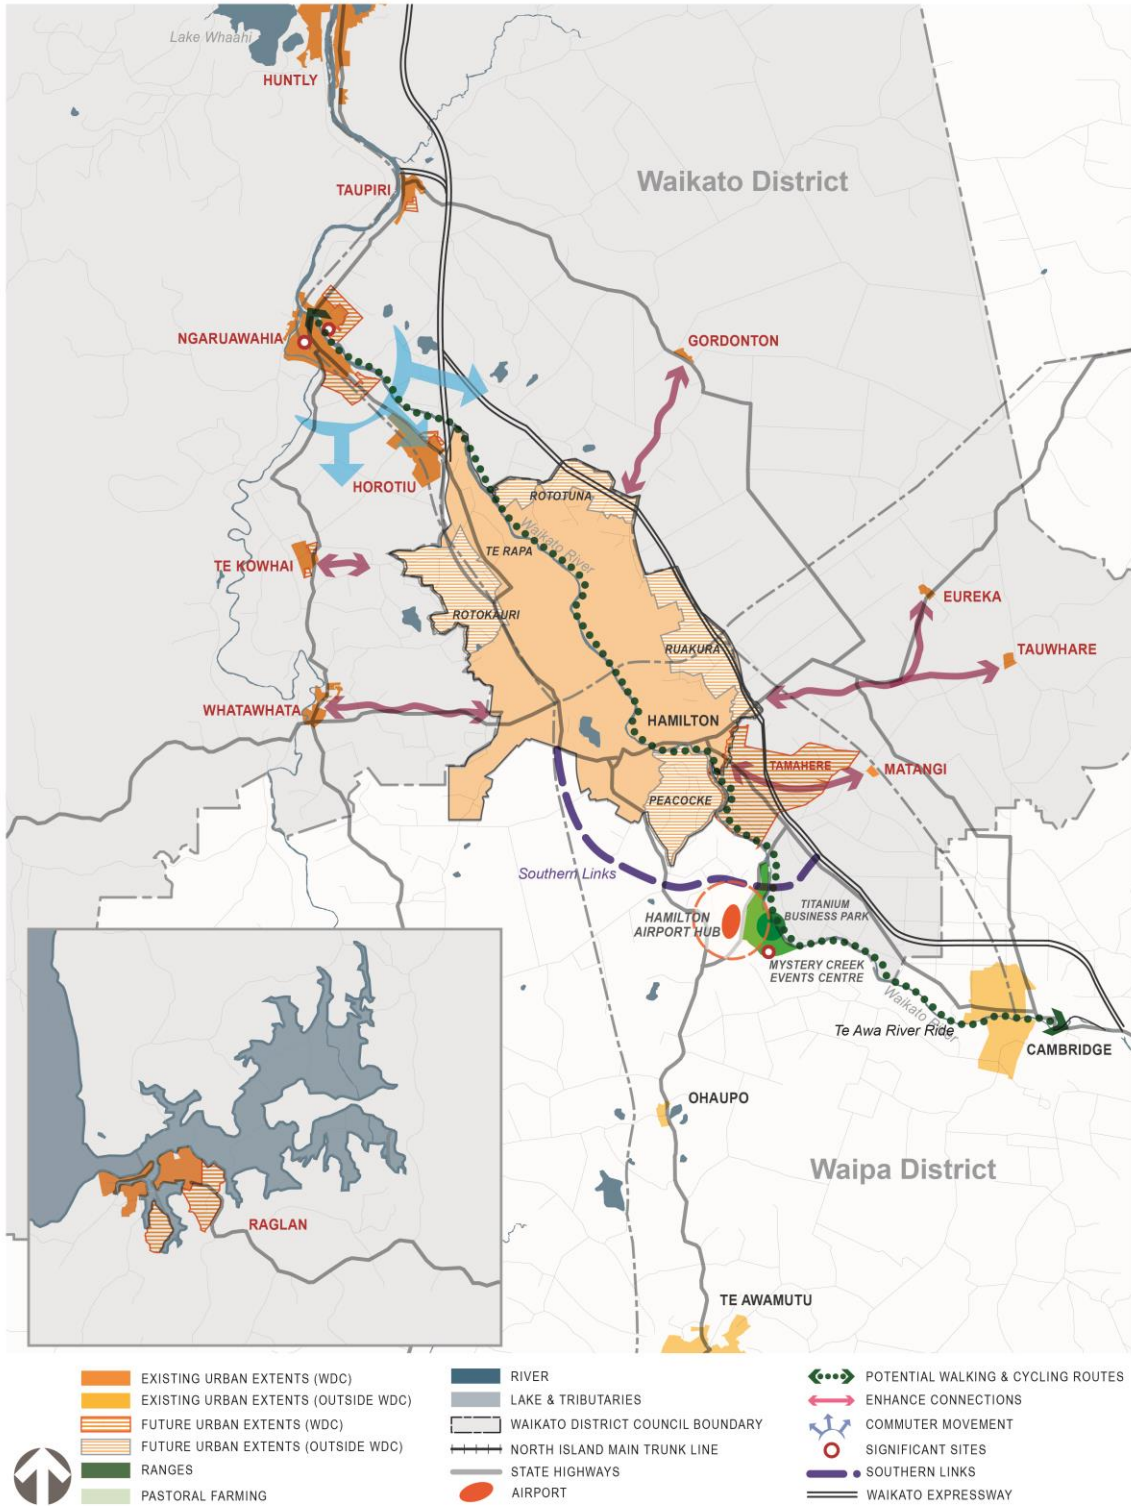 Lake Whaahi
HUNTLY
Waikato District
TAUPIRI
NGARUAWAHIA
GORDONTON
HOROTIU
ROTOTUNA
Waikato River
TE RAPA
TE KOWHAI
EUREKA
ROTOKAURI
RUAKURA
TAUWHARE
WHATAWHATA
HAMILTON
TAMAHERE
MATANGI
PEACOCKE
Southern Links
TITANIUM
BUSINESS PARK
HAMILTON
AIRPORT HUB
MYSTERY CREEK
EVENTS CENTRE
Waikato River
Te Awa River Ride
CAMBRIDGE
OHAUPO
Waipa District
RAGLAN
TE AWAMUTU
EXISTING URBAN EXTENTS (WDC)
EXISTING URBAN EXTENTS (OUTSIDE WDC)
FUTURE URBAN EXTENTS (WDC)
FUTURE URBAN EXTENTS (OUTSIDE WDC)
RANGES
PASTORAL FARMING
RIVER
LAKE & TRIBUTARIES
WAIKATO DISTRICT COUNCIL BOUNDARY
NORTH ISLAND MAIN TRUNK LINE
STATE HIGHWAYS
AIRPORT
POTENTIAL WALKING & CYCLING ROUTES
ENHANCE CONNECTIONS
COMMUTER MOVEMENT
SIGNIFICANT SITES
SOUTHERN LINKS
WAIKATO EXPRESSWAY